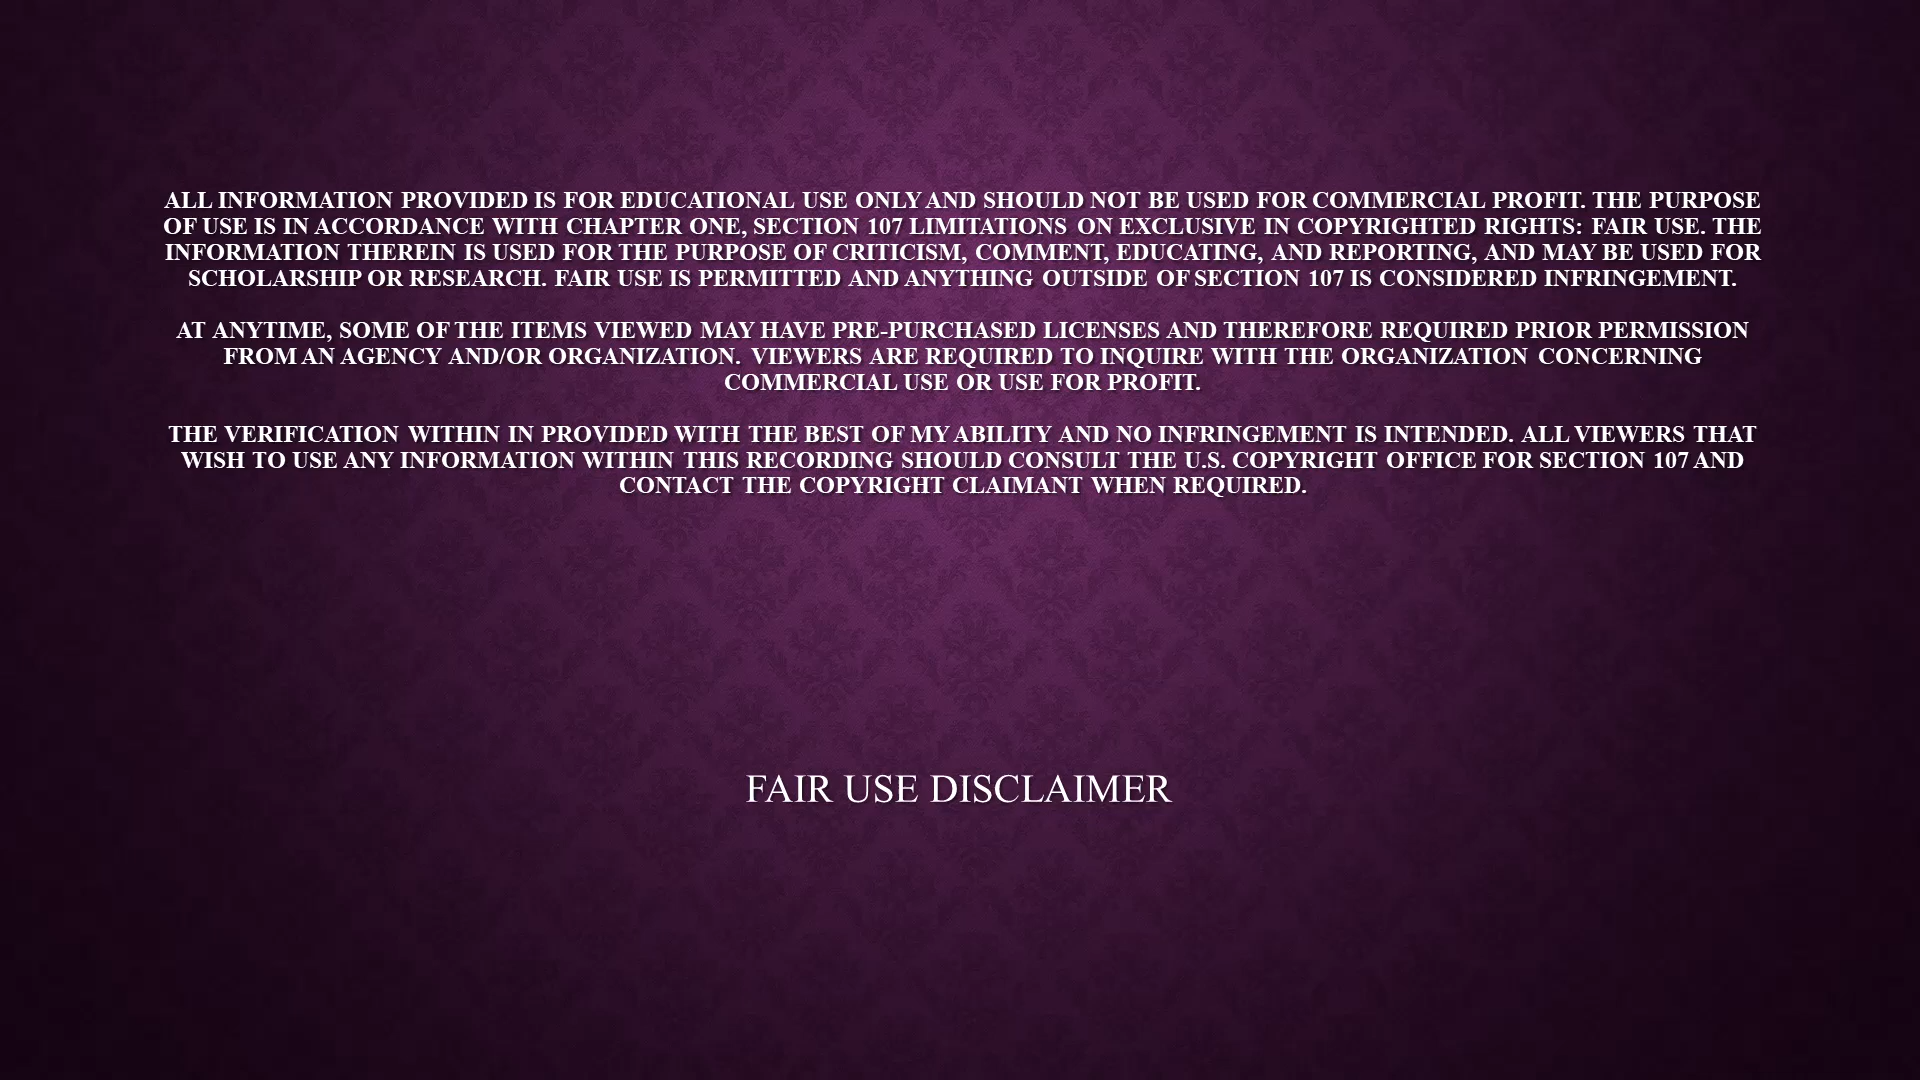 ALL INFORMATION PROVIDED IS FOR EDUCATIONAL USE ONLY AND SHOULD NOT BE USED FOR COMMERCIAL PROFIT. THE PURPOSE
OF USE IS IN ACCORDANCE WITH CHAPTER ONE, SECTION 107 LIMITATIONS ON EXCLUSIVE IN COPYRIGHTED RIGHTS: FAIR USE. THE
INFORMATION THEREIN IS USED FOR THE PURPOSE OF CRITICISM, COMMENT, EDUCATING, AND REPORTING, AND MAY BE USED FOR
SCHOLARSHIP OR RESEARCH. FAIR USE IS PERMITTED AND ANYTHING OUTSIDE OF SECTION 107 IS CONSIDERED INFRINGEMENT.
AT ANYTIME, SOME OF THE ITEMS VIEWED MAY HAVE PRE-PURCHASED LICENSES AND THEREFORE REQUIRED PRIOR PERMISSION
FROM AN AGENCY AND/OR ORGANIZATION. VIEWERS ARE REQUIRED TO INQUIRE WITH THE ORGANIZATION CONCERNING
COMMERCIAL USE OR USE FOR PROFIT.
THE VERIFICATION WITHIN IN PROVIDED WITH THE BEST OF MY ABILITY AND NO INFRINGEMENT IS INTENDED. ALL VIEWERS THAT
WISH TO USE ANY INFORMATION WITHIN THIS RECORDING SHOULD CONSULT THE U.S. COPYRIGHT OFFICE FOR SECTION 107 AND
CONTACT THE COPYRIGHT CLAIMANT WHEN REQUIRED.
FAIR USE DISCLAIMER